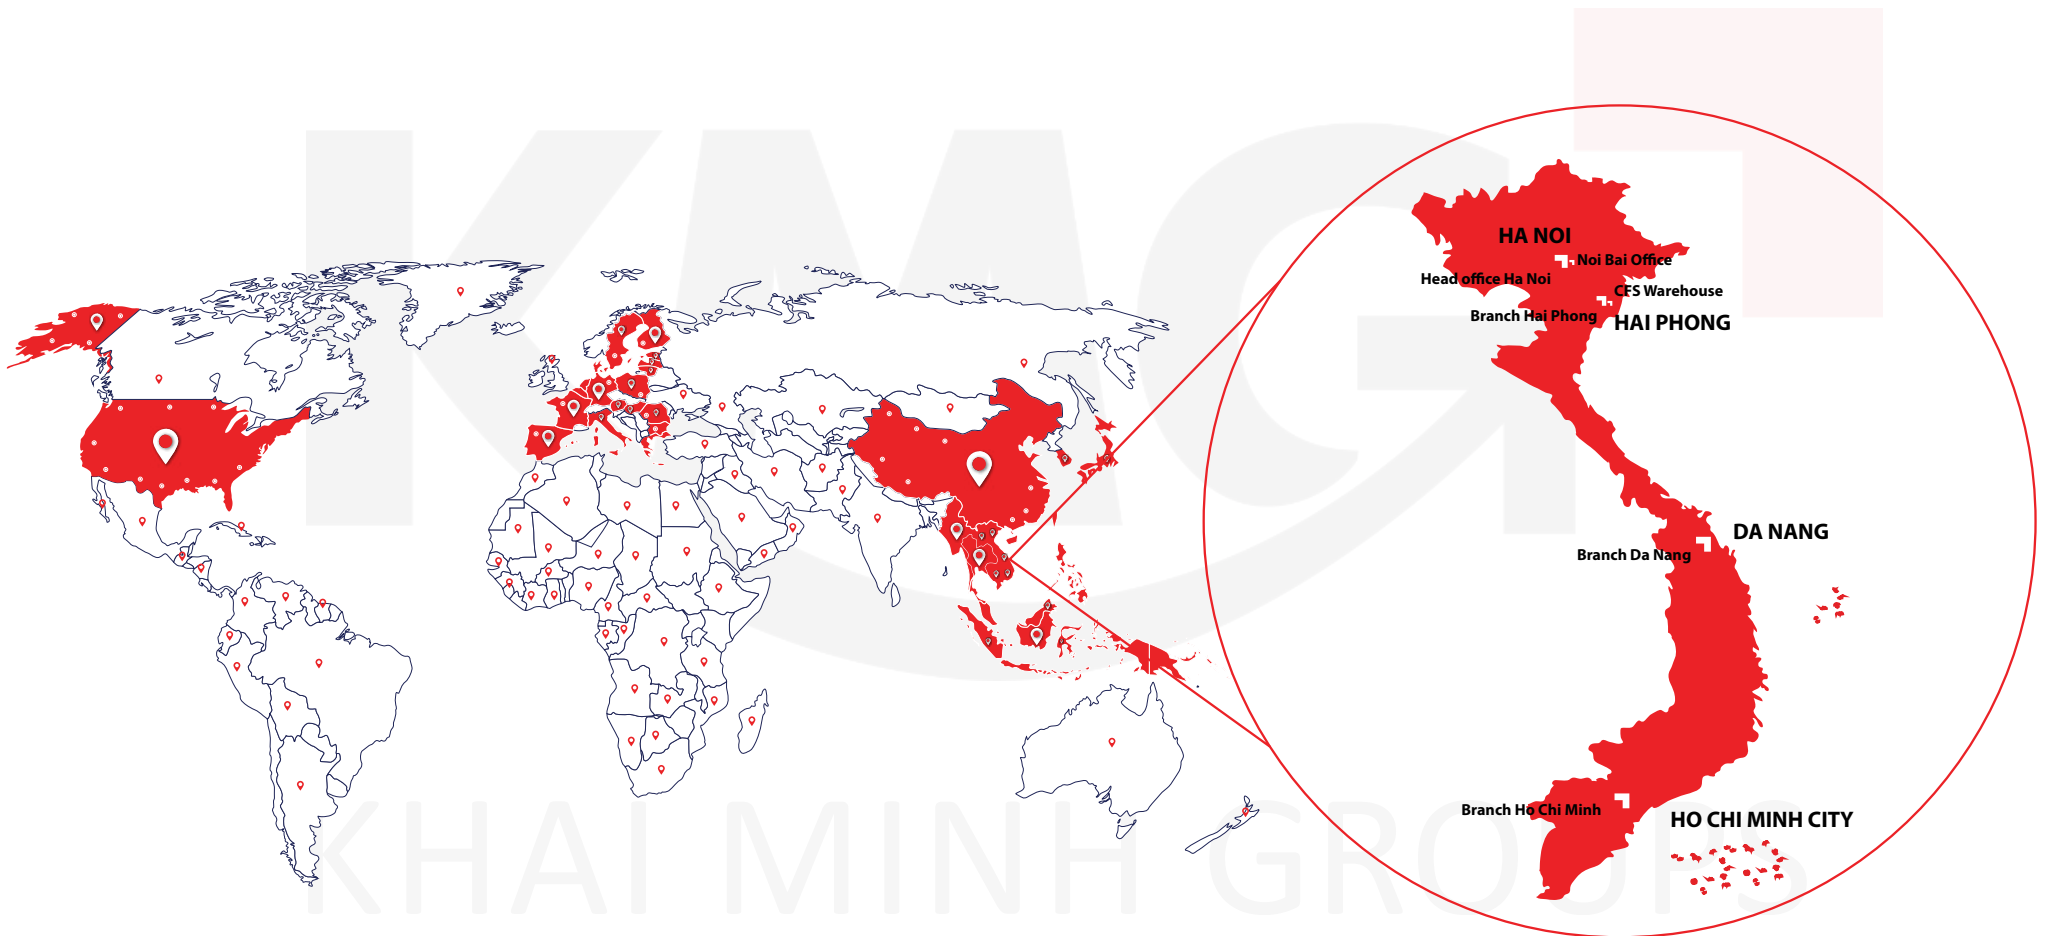 KMG
HA NOI
Noi Bai Office
Head office Ha Noi
CFS Warehouse
Branch Hai Phong
HAI PHONG
DA NANG
Branch Da Nang
Branch Ho Chi Minh
HO CHI MINH CITY
KHAI MINH GROUPS